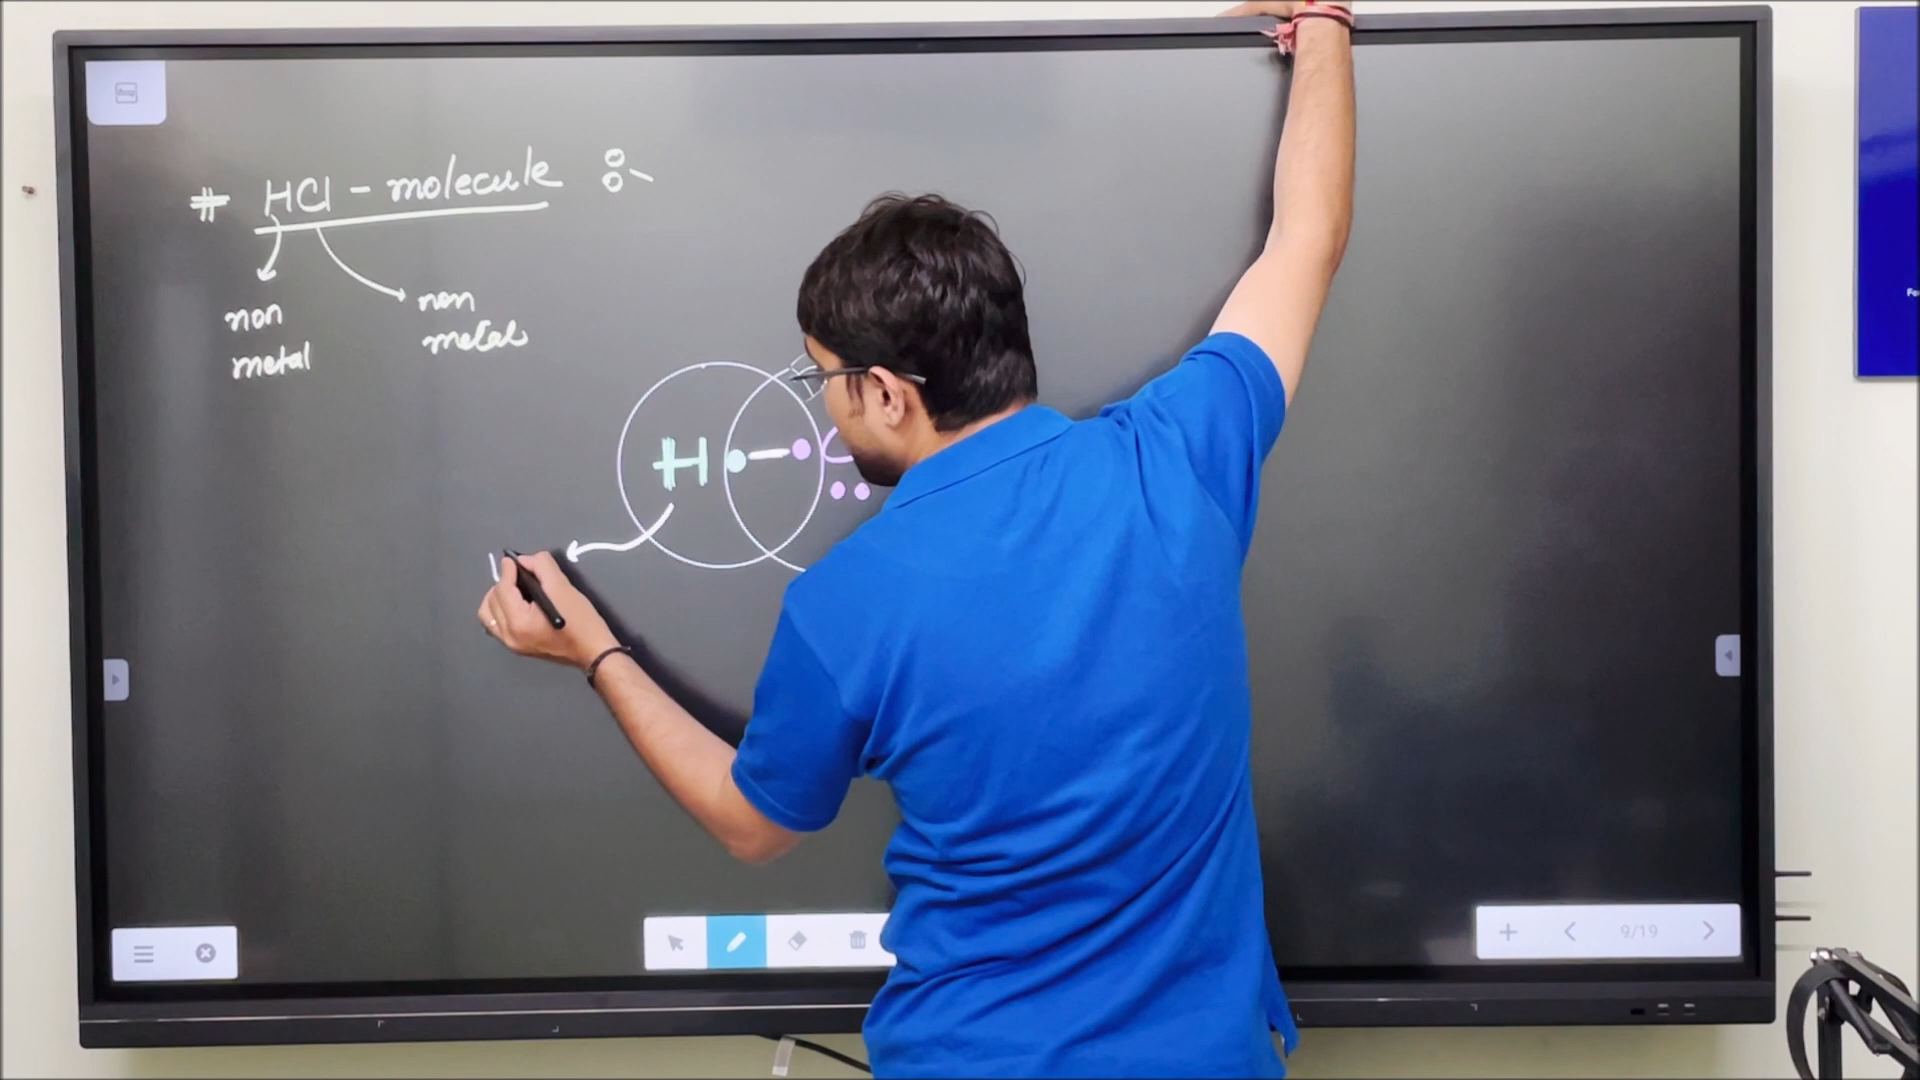 # HCl - molecule :-
non
metal
non
metal
H
9/19